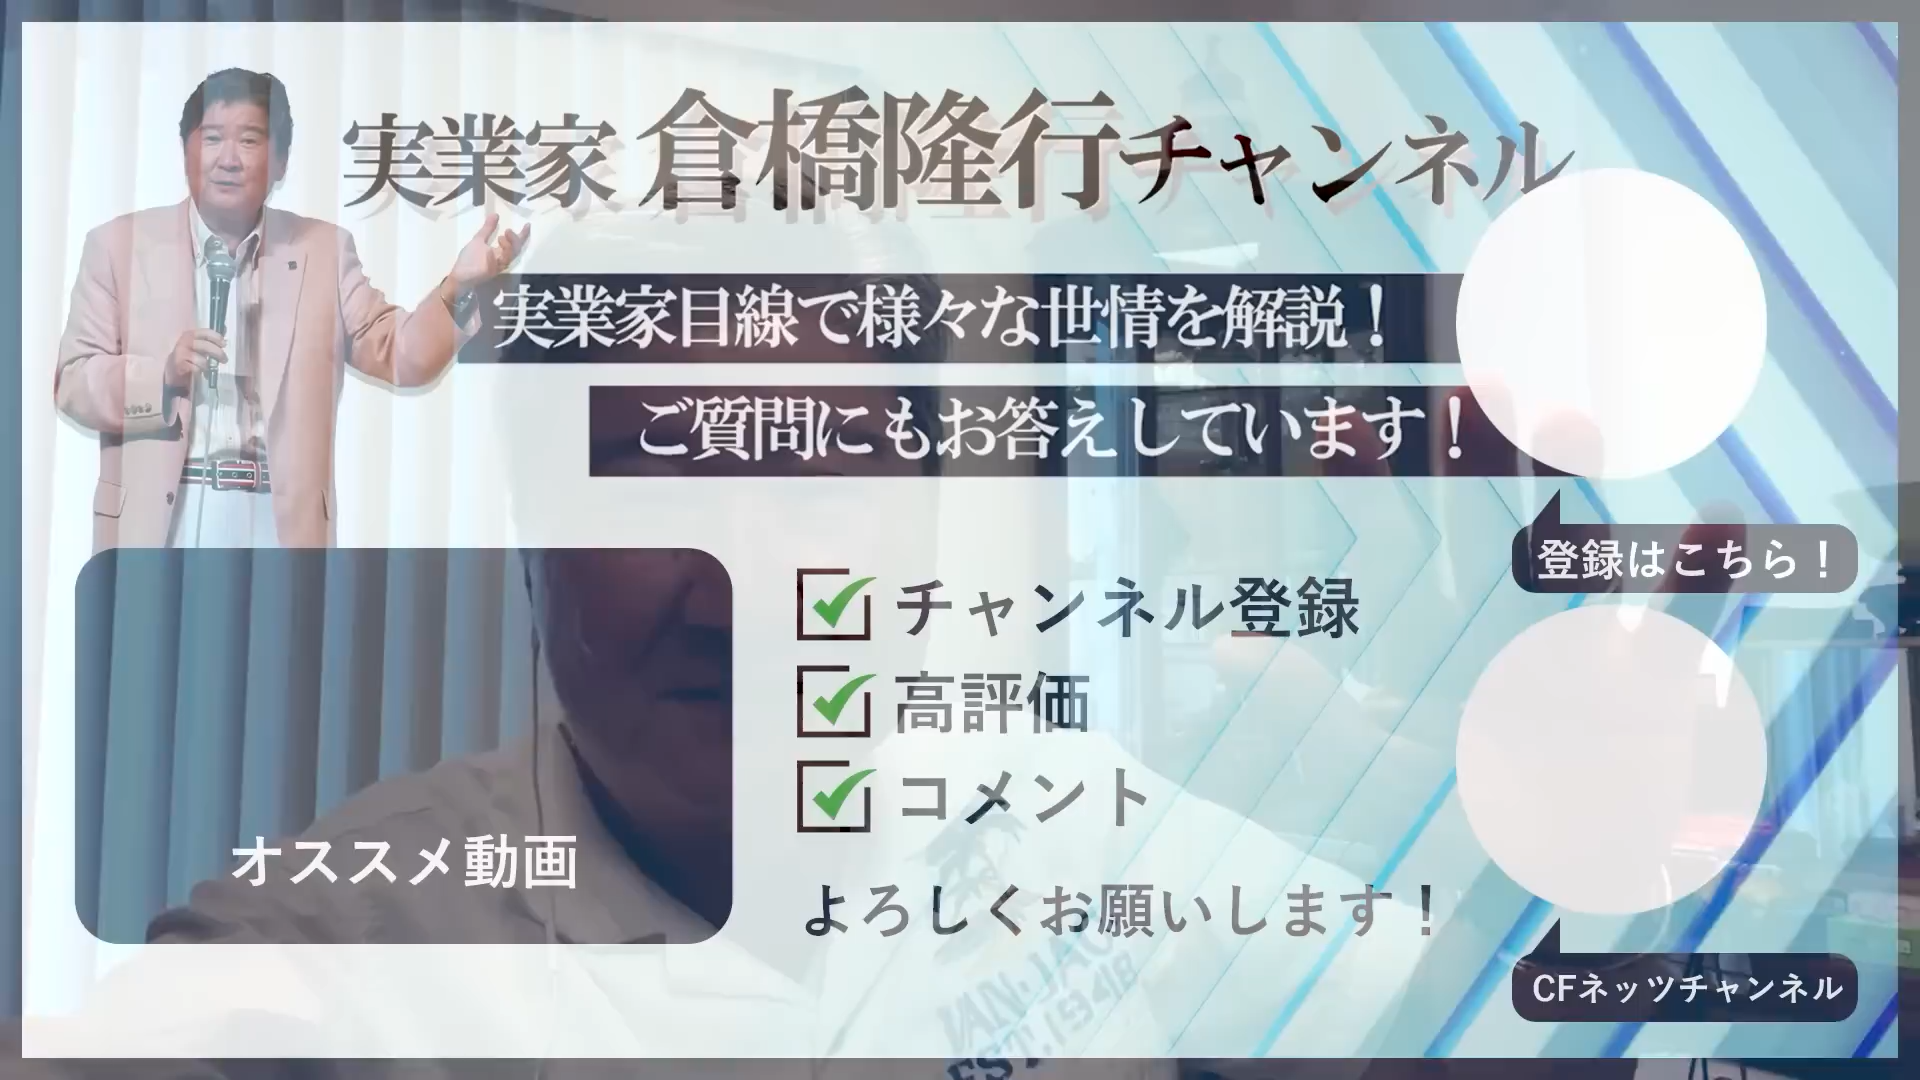 実業家 倉橋隆行チャンネル
実業家目線で様々な世情を解説！
ご質問にもお答えしています！
登録はこちら！
チャンネル登録
高評価
コメント
オススメ動画
よろしくお願いします！
VAN·JAC
EST.1948
CFネッツチャンネル